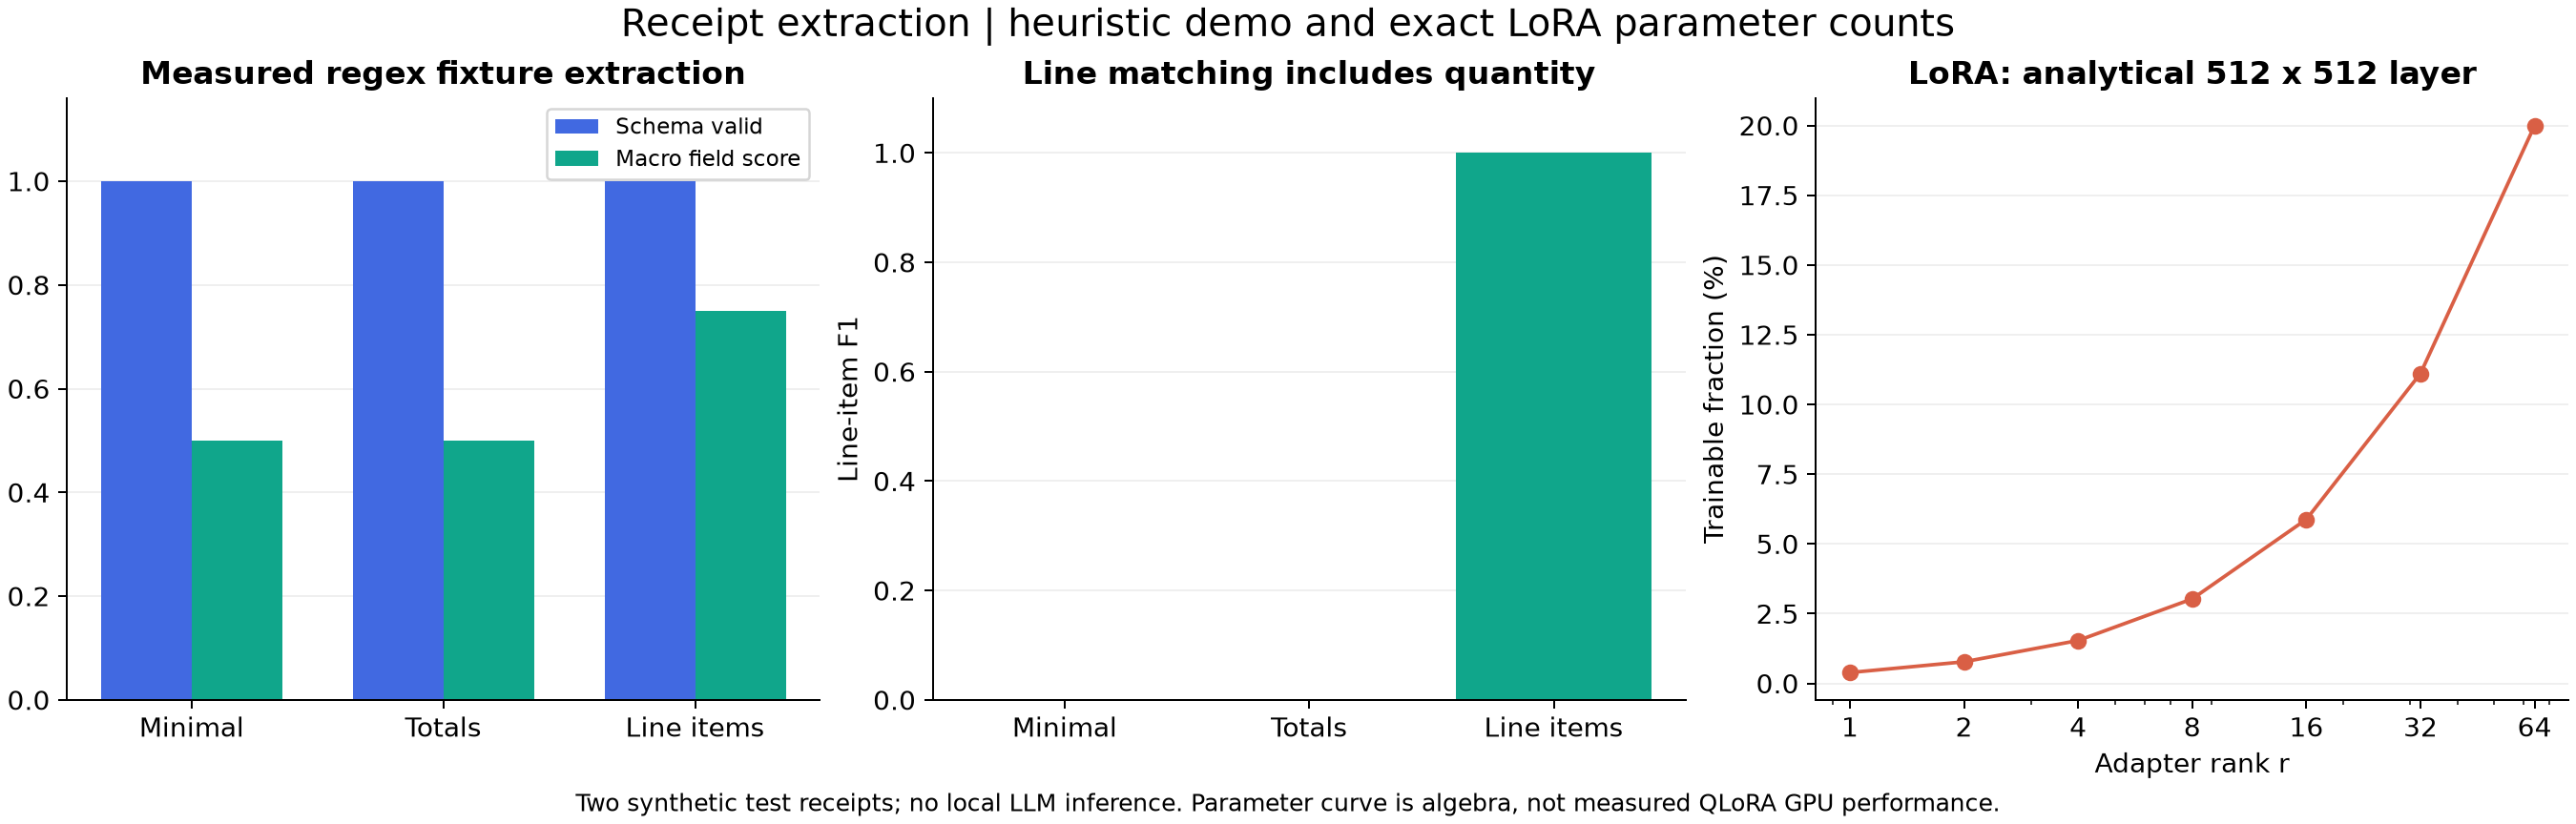 Receipt extraction | heuristic demo and exact LoRA parameter counts
Measured regex fixture extraction
Schema valid
Macro field score
1.0
0.8
0.6
0.4
0.2
0.0
Minimal Totals Line items
Line matching includes quantity
Line-item F1
1.0
0.8
0.6
0.4
0.2
0.0
Minimal Totals Line items
LoRA: analytical 512 x 512 layer
Trainable fraction (%)
20.0
17.5
15.0
12.5
10.0
7.5
5.0
2.5
0.0
1 2 4 8 16 32 64
Adapter rank r
Two synthetic test receipts; no local LLM inference. Parameter curve is algebra, not measured QLoRA GPU performance.